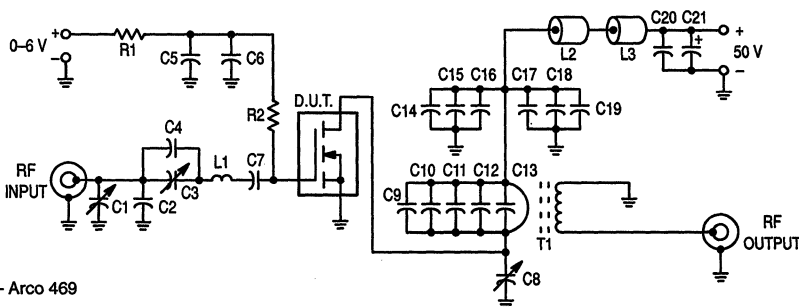 C20 C21
0–6 V
+
–
R1
L2
L3
+
+
50 V
–
C5
C6
C15 C16
C17 C18
D.U.T.
C14
C19
R2
C4
RF
INPUT
L1
C7
C10 C11 C12 C13
C9
C3
C1
C2
T1
RF
OUTPUT
C8
- Arco 469